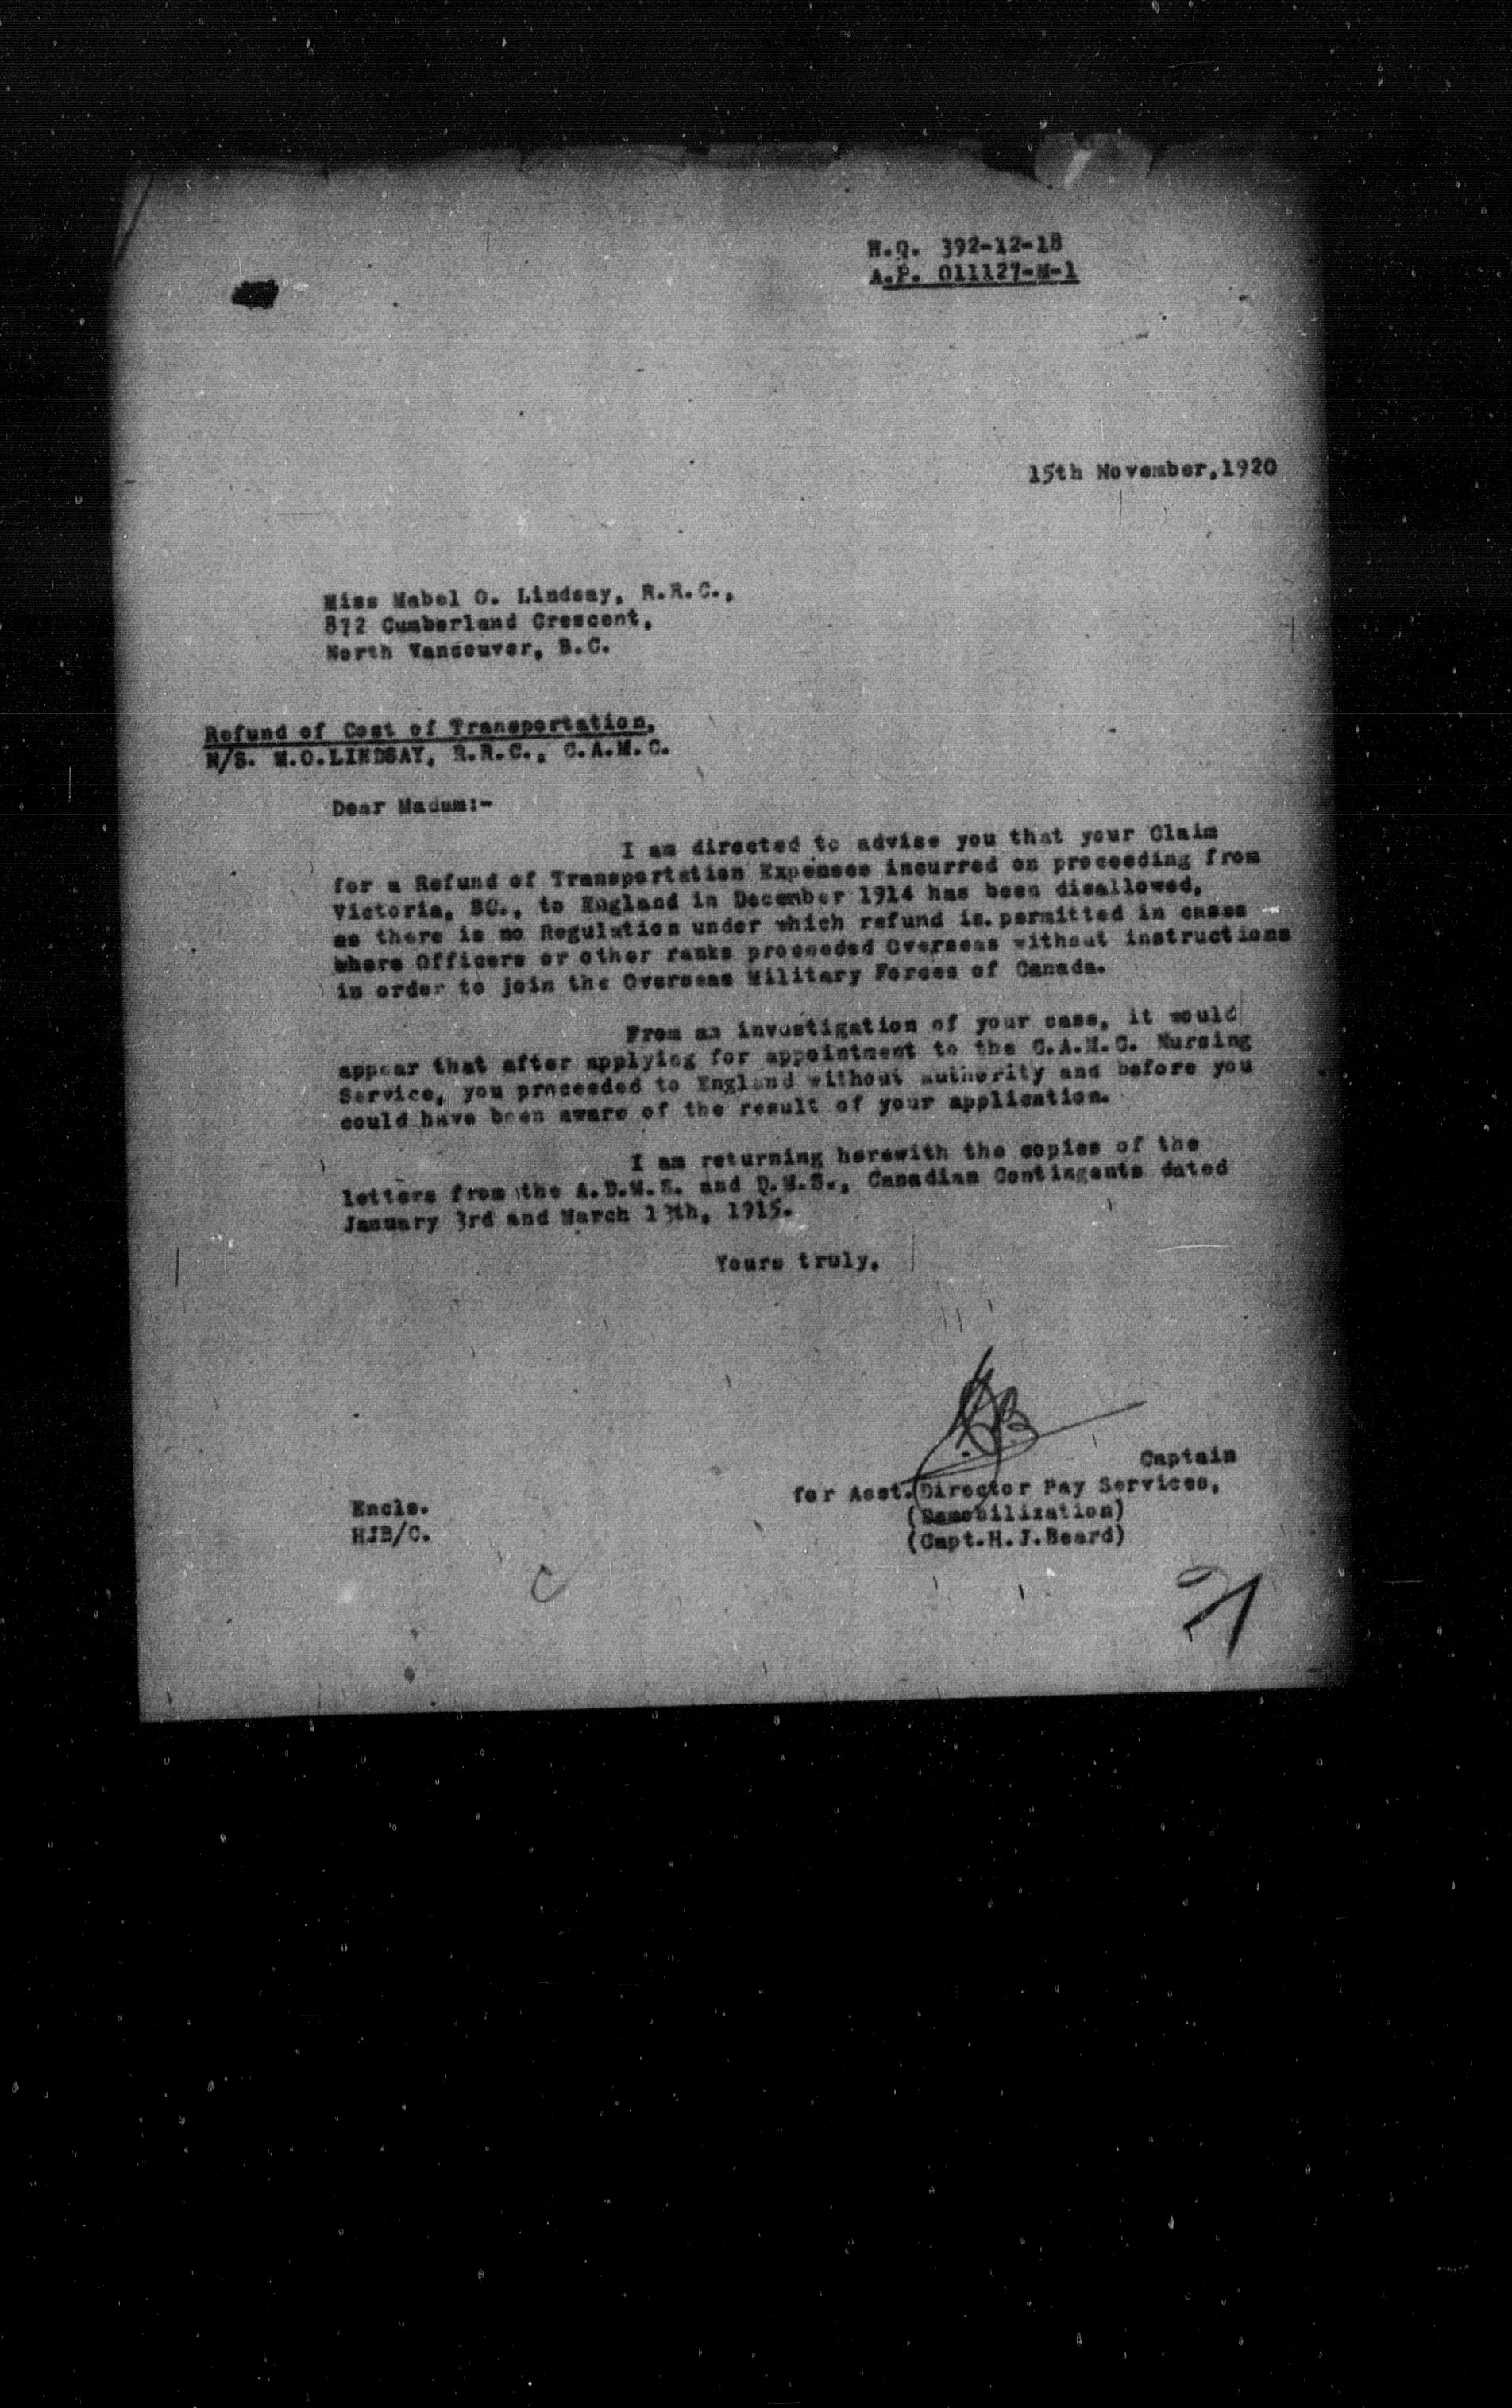 H.Q. 392-12-18
A.P. 011127-M-1
15th November,1920
Miss Mabel O. Lindsay, R.R.C.,
872 Cumberland Crescent,
North Vancouver, B.C.
Refund of Cost of Transportation.
N/S. M.O.LINDSAY, R.R.C., C.A.M.C.
Dear Madam:-
I am directed to advise you that your Claim
for a Refund of Transportation Expenses incurred on proceeding from
Victoria, BC., to England in December 1914 has been disallowed,
as there is no Regulation under which refund is permitted in cases
where Officers or other ranks proceeded Overseas without instructions
in order to join the Overseas Military Forces of Canada.
From an investigation of your case, it would
appear that after applying for appointment to the C.A.M.C. Nursing
Service, you proceeded to England without authority and before you
could have been aware of the result of your application.
I am returning herewith the copies of the
letters from the A.D.M.S. and D.M.S., Canadian Contingents dated
January 3rd and March 13th, 1915.
Yours truly,
Captain
for Asst.Director Pay Services,
(Demobilization)
(Capt.H.J.Beard)
Encls.
HJB/C.
21